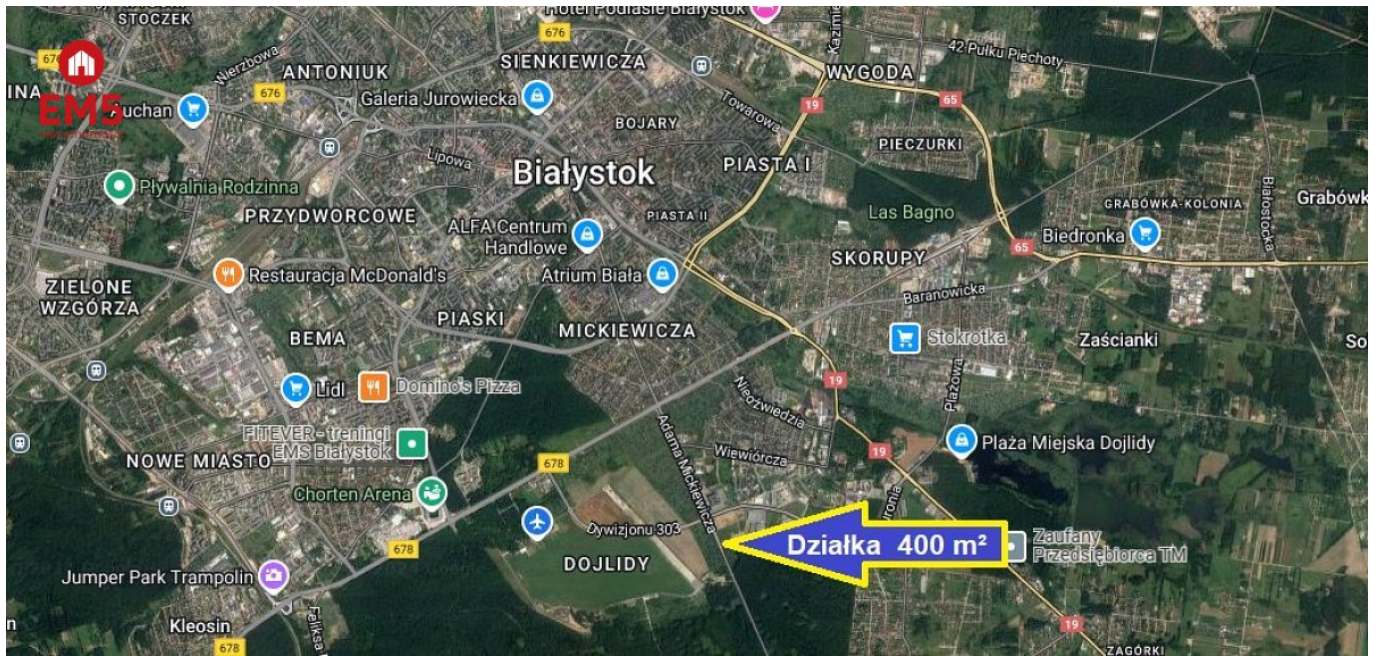 STOCZEK
Hotel Podlasie Białystok
676
42 Pułku Piechoty
Nierzbowa
SIENKIEWICZA
WYGODA
ANTONIUK
EM5
Auchan
676
Galeria Jurowiecka
19
65
Towarowa
BOJARY
PIECZURKI
Lipowa
Białystok
PIASTA I
Pływalnia Rodzinna
Białostocka
PRZYDWORCOWE
PIASTA II
Las Bagno
GRABÓWKA-KOLONIA
Grabówk
ALFA Centrum
Handlowe
Biedronka
65
SKORUPY
Restauracja McDonald's
Atrium Biała
ZIELONE
WZGÓRZA
Baranowicka
PIASKI
MICKIEWICZA
BEMA
Stokrotka
Zaścianki
So
Lidl
Domino's Pizza
19
Plażowa
Niedźwiedzia
FITEVER - treningi
EMS Białystok
Plaża Miejska Dojlidy
NOWE MIASTO
Wiewiórcza
19
678
Adama Mickiewicza
Chorten Arena
Dywizjonu 303
uronia
678
Działka 400 m²
Zaufany
Przedsiębiorca TM
DOJLIDY
Jumper Park Trampolin
Kleosin
n
678
19
ZAGÓRKI